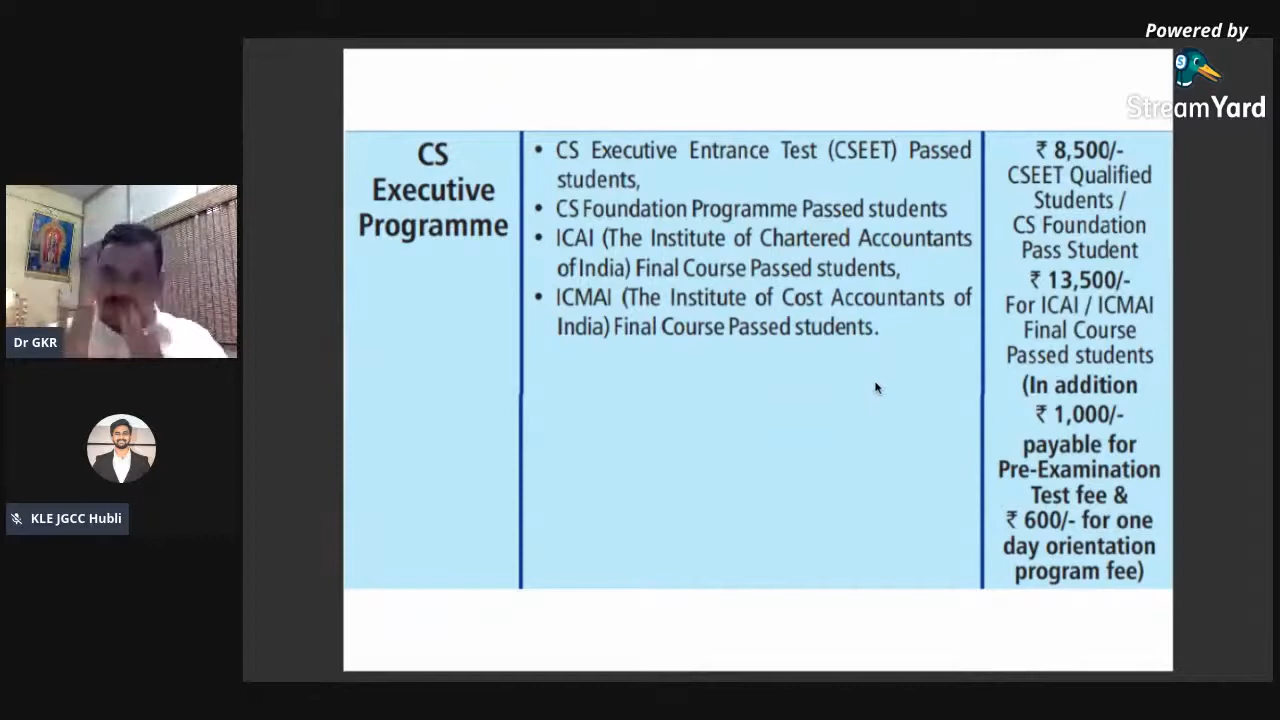 Powered by
StreamYard
CS
Executive
Programme
• CS Executive Entrance Test (CSEET) Passed
students,
• CS Foundation Programme Passed students
• ICAI (The Institute of Chartered Accountants
of India) Final Course Passed students,
• ICMAI (The Institute of Cost Accountants of
India) Final Course Passed students.
₹ 8,500/-
CSEET Qualified
Students /
CS Foundation
Pass Student
₹ 13,500/-
For ICAI / ICMAI
Final Course
Passed students
(In addition
₹ 1,000/-
payable for
Pre-Examination
Test fee &
₹ 600/- for one
day orientation
program fee)
Dr GKR
KLE JGCC Hubli